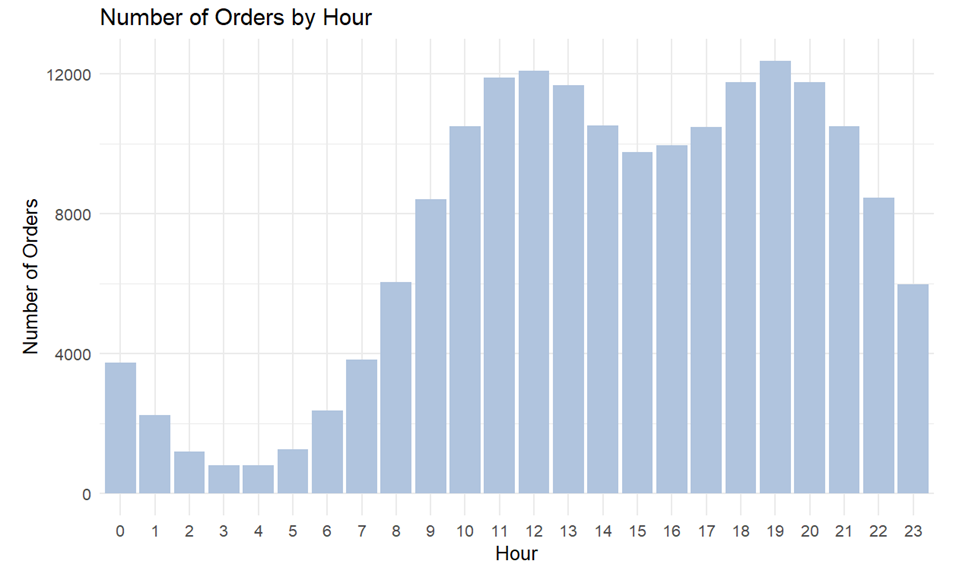 Number of Orders by Hour
Number of Orders
12000
8000
4000
0
0 1 2 3 4 5 6 7 8 9 10 11 12 13 14 15 16 17 18 19 20 21 22 23
Hour